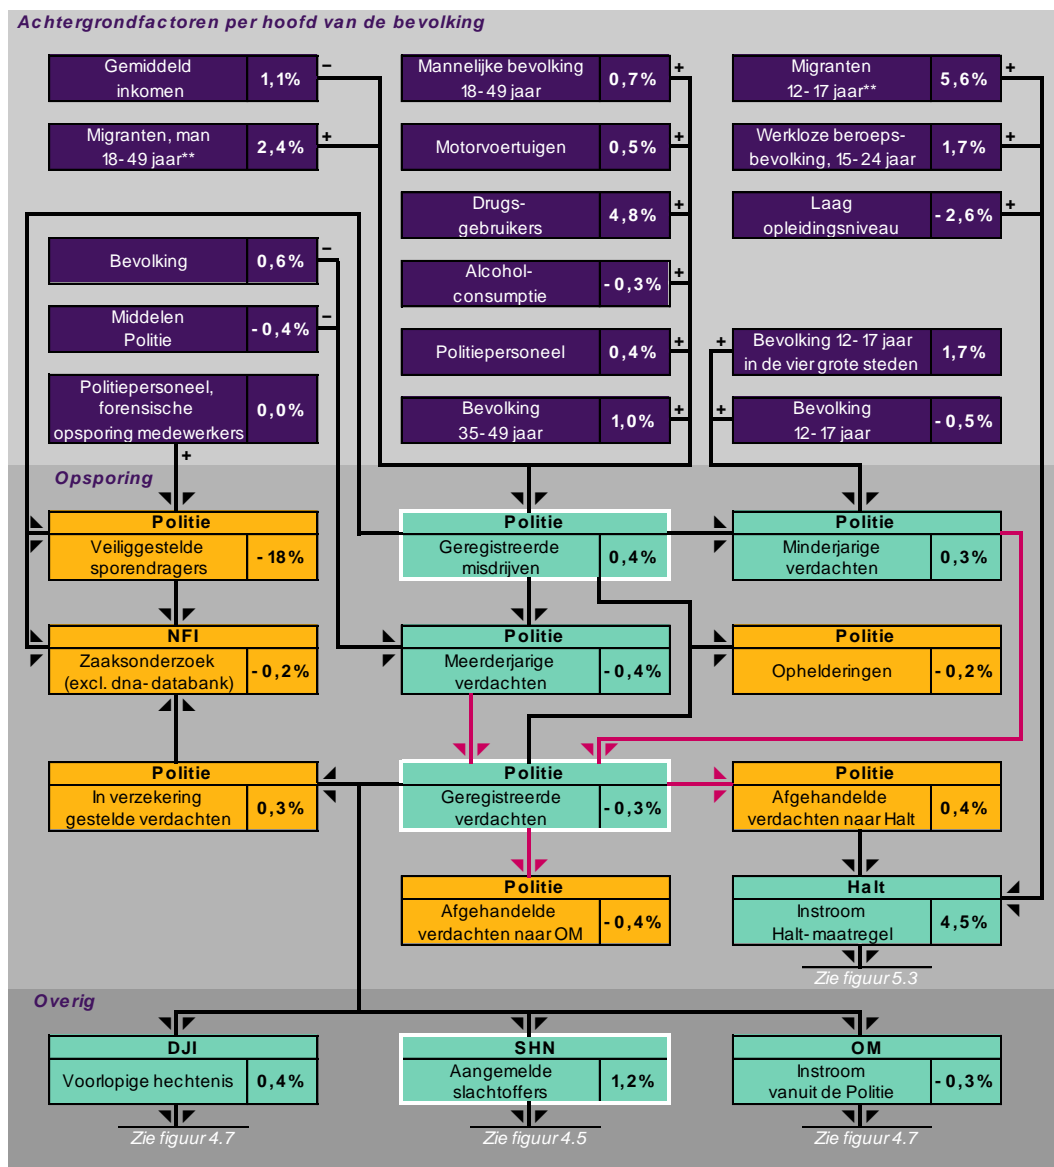 Achtergrondfactoren per hoofd van de bevolking
Gemiddeld
inkomen
1,1%
−
Mannelijke bevolking
18-49 jaar
0,7%
+
Migranten
12-17 jaar**
5,6%
+
Migranten, man
18-49 jaar**
2,4%
+
Motorvoertuigen
0,5%
+
Werkloze beroeps-
bevolking, 15-24 jaar
1,7%
+
Drugs-
gebruikers
4,8%
+
Laag
opleidingsniveau
-2,6%
+
Bevolking
0,6%
−
Alcohol-
consumptie
-0,3%
+
Middelen
Politie
-0,4%
−
Politiepersoneel
0,4%
+
+
Bevolking 12-17 jaar
in de vier grote steden
1,7%
Politiepersoneel,
forensische
opsporing medewerkers
0,0%
+
Bevolking
35-49 jaar
1,0%
+
+
Bevolking
12-17 jaar
-0,5%
Opsporing
Politie
Veiliggestelde
sporendragers
-18%
Politie
Geregistreerde
misdrijven
0,4%
Politie
Minderjarige
verdachten
0,3%
NFI
Zaaksonderzoek
(excl. dna-databank)
-0,2%
Politie
Meerderjarige
verdachten
-0,4%
Politie
Ophelderingen
-0,2%
Politie
In verzekering
gestelde verdachten
0,3%
Politie
Geregistreerde
verdachten
-0,3%
Politie
Afgehandelde
verdachten naar Halt
0,4%
Politie
Afgehandelde
verdachten naar OM
-0,4%
Halt
Instroom
Halt-maatregel
4,5%
Zie figuur 5.3
Overig
DJI
Voorlopige hechtenis
0,4%
SHN
Aangemelde
slachtoffers
1,2%
OM
Instroom
vanuit de Politie
-0,3%
Zie figuur 4.7
Zie figuur 4.5
Zie figuur 4.7